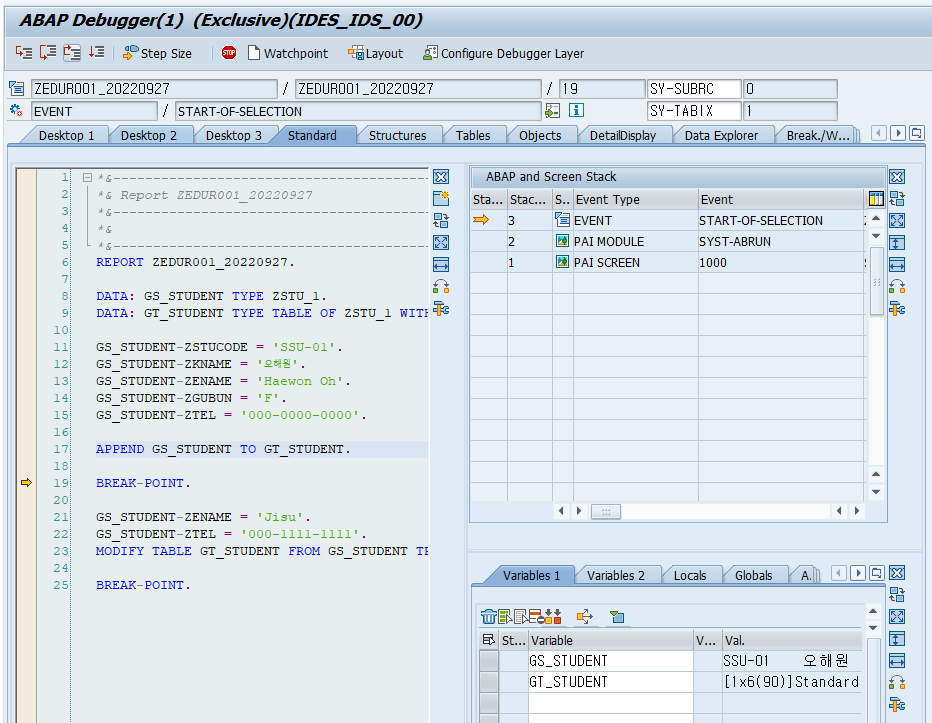 ABAP Debugger(1) (Exclusive)(IDES_IDS_00)
Step Size STOP Watchpoint Layout Configure Debugger Layer
ZEDUR001_20220927 / ZEDUR001_20220927 / 19 SY-SUBRC 0
EVENT / START-OF-SELECTION SY-TABIX 1
Desktop 1 Desktop 2 Desktop 3 Standard Structures Tables Objects DetailDisplay Data Explorer Break./W...
1 *&---------------------------------
2 *& Report ZEDUR001_20220927
3 *&---------------------------------
4 *&
5 *&---------------------------------
6 REPORT ZEDUR001_20220927.
7
8 DATA: GS_STUDENT TYPE ZSTU_1.
9 DATA: GT_STUDENT TYPE TABLE OF ZSTU_1 WITH
10
11 GS_STUDENT-ZSTUCODE = 'SSU-01'.
12 GS_STUDENT-ZKNAME = '오해원'.
13 GS_STUDENT-ZENAME = 'Haewon Oh'.
14 GS_STUDENT-ZGUBUN = 'F'.
15 GS_STUDENT-ZTEL = '000-0000-0000'.
16
17 APPEND GS_STUDENT TO GT_STUDENT.
18
19 BREAK-POINT.
20
21 GS_STUDENT-ZENAME = 'Jisu'.
22 GS_STUDENT-ZTEL = '000-1111-1111'.
23 MODIFY TABLE GT_STUDENT FROM GS_STUDENT
24
25 BREAK-POINT.
ABAP and Screen Stack
Sta... Stac... S.. Event Type Event
3 EVENT START-OF-SELECTION
2 PAI MODULE SYST-ABRUN
1 PAI SCREEN 1000
Variables 1 Variables 2 Locals Globals A.
St... Variable V... Val.
GS_STUDENT SSU-01 오해원
GT_STUDENT [1x6(90)]Standard